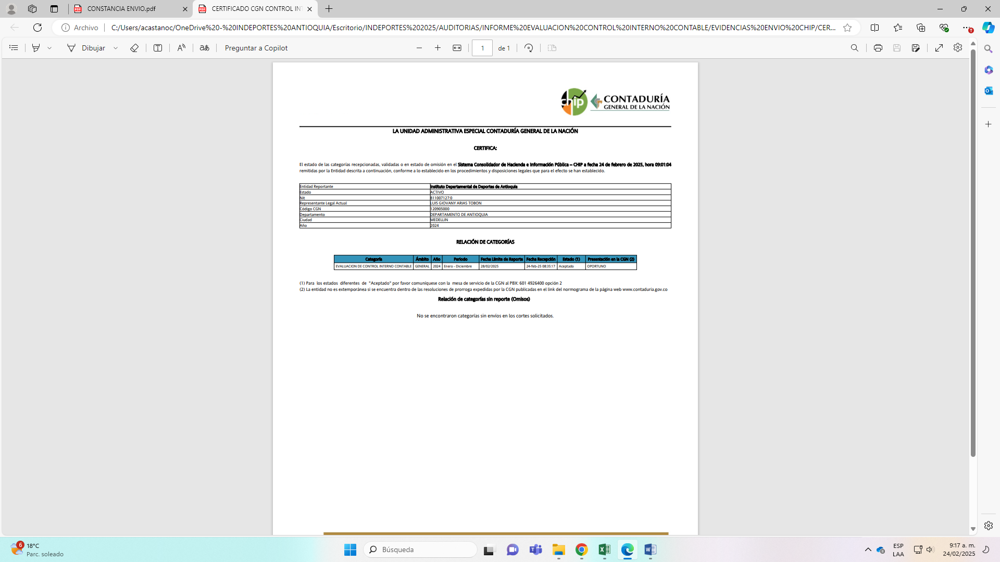 CONSTANCIA ENVIO.pdf
CERTIFICADO CGN CONTROL INT
Archivo
C:/Users/acastanoc/OneDrive%20-%20INDEPORTES%20ANTIOQUIA/Escritorio/INDEPORTES%202025/AUDITORIAS/INFORME%20EVALUACION%20CONTROL%20INTERNO%20CONTABLE/EVIDENCIAS%20ENVIO%20CHIP/CER...
Dibujar
Preguntar a Copilot
1 de 1
chip CONTADURÍA
GENERAL DE LA NACIÓN
LA UNIDAD ADMINISTRATIVA ESPECIAL CONTADURÍA GENERAL DE LA NACIÓN
CERTIFICA:
El estado de las categorías recepcionadas, validadas o en estado de omisión en el Sistema Consolidador de Hacienda e Información Pública – CHIP a fecha 24 de febrero de 2025, hora 09:01:04
remitidas por la Entidad descrita a continuación, conforme a lo establecido en los procedimientos y disposiciones legales que para el efecto se han establecido.
Entidad Reportante Instituto Departamental de Deportes de Antioquia
Estado ACTIVO
Nit 811007127:0
Representante Legal Actual LUIS GIOVANY ARIAS TOBON
Código CGN 120905000
Departamento DEPARTAMENTO DE ANTIOQUIA
Ciudad MEDELLIN
Año 2024
RELACIÓN DE CATEGORÍAS
Categoría Ámbito Año Periodo Fecha Límite de Reporte Fecha Recepción Estado (1) Presentación en la CGN (2)
EVALUACION DE CONTROL INTERNO CONTABLE GENERAL 2024 Enero - Diciembre 28/02/2025 24-feb-25 08:35:17 Aceptado OPORTUNO
(1) Para los estados diferentes de "Aceptado" por favor comuníquese con la mesa de servicio de la CGN al PBX: 601 4926400 opción 2
(2) La entidad no es extemporánea si se encuentra dentro de las resoluciones de prorroga expedidas por la CGN publicadas en el link del normograma de la página web www.contaduria.gov.co
Relación de categorías sin reporte (Omisos)
No se encontraron categorías sin envíos en los cortes solicitados.
6
18°C
Parc. soleado
Búsqueda
ESP
LAA
9:17 a. m.
24/02/2025